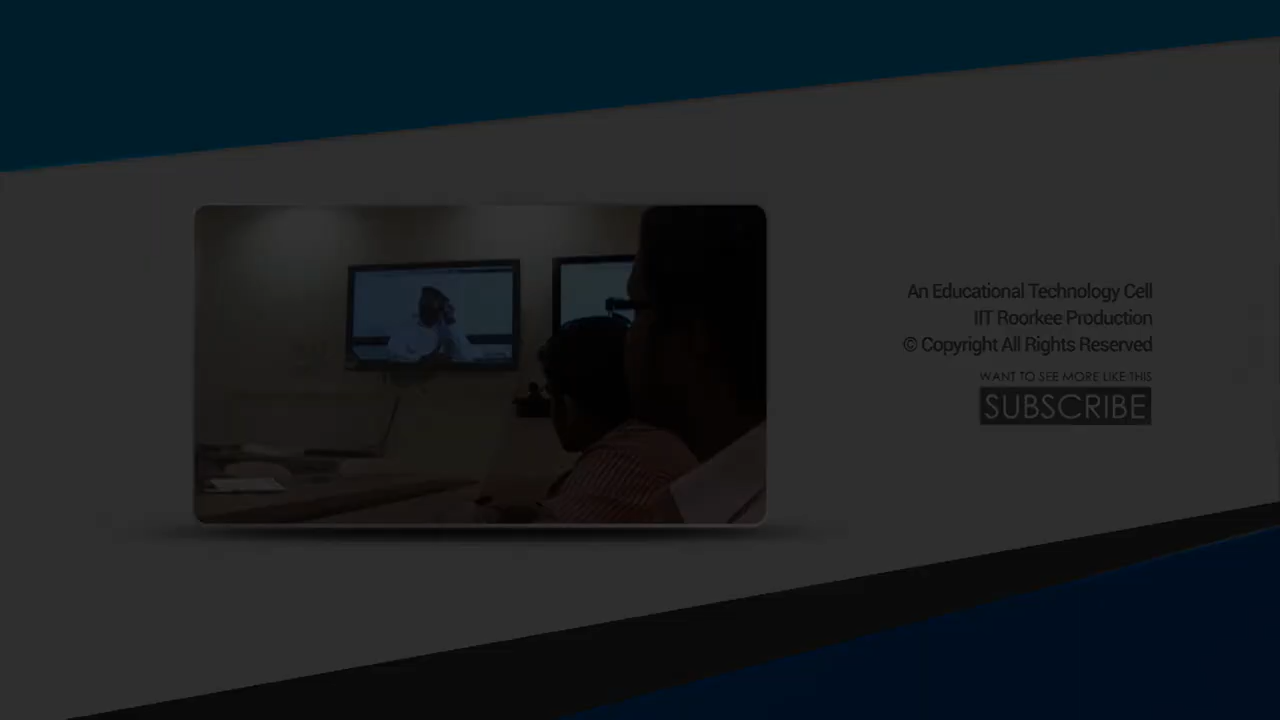 An Educational Technology Cell
IIT Roorkee Production
© Copyright All Rights Reserved
WANT TO SEE MORE LIKE THIS
SUBSCRIBE